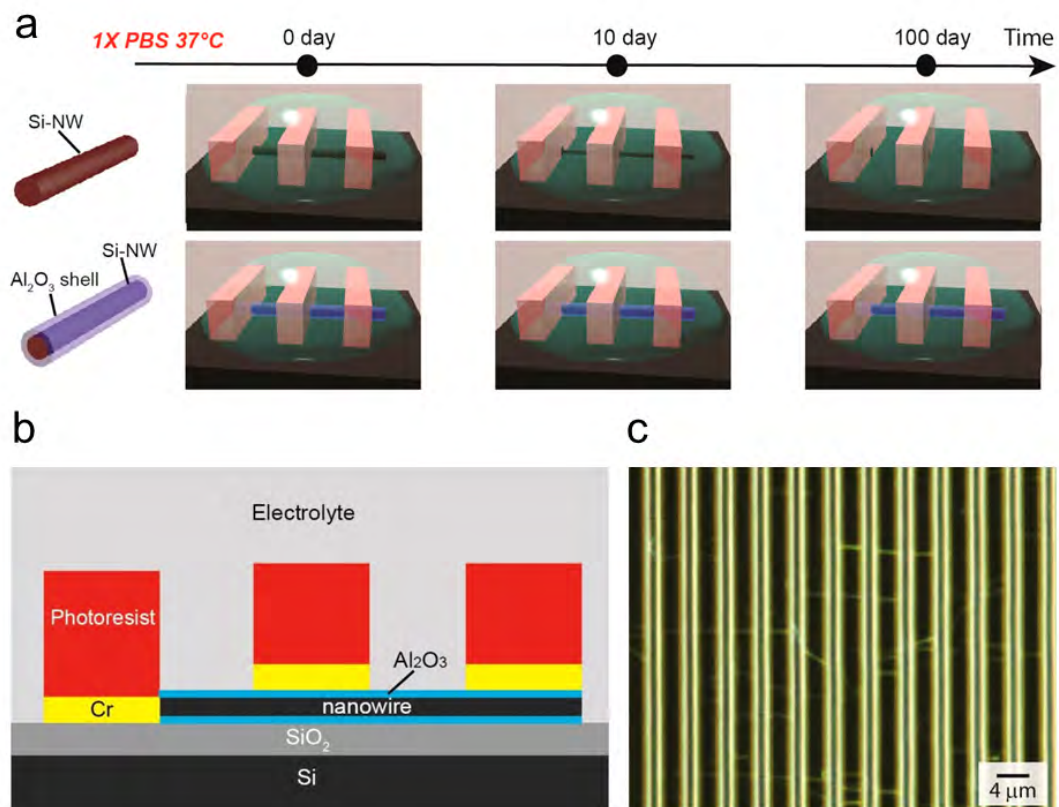 a
1X PBS 37°C
0 day
10 day
100 day
Time
Si-NW
Si-NW
Al₂O₃ shell
b
c
Electrolyte
Photoresist
Al₂O₃
Cr
nanowire
SiO₂
Si
4 μm